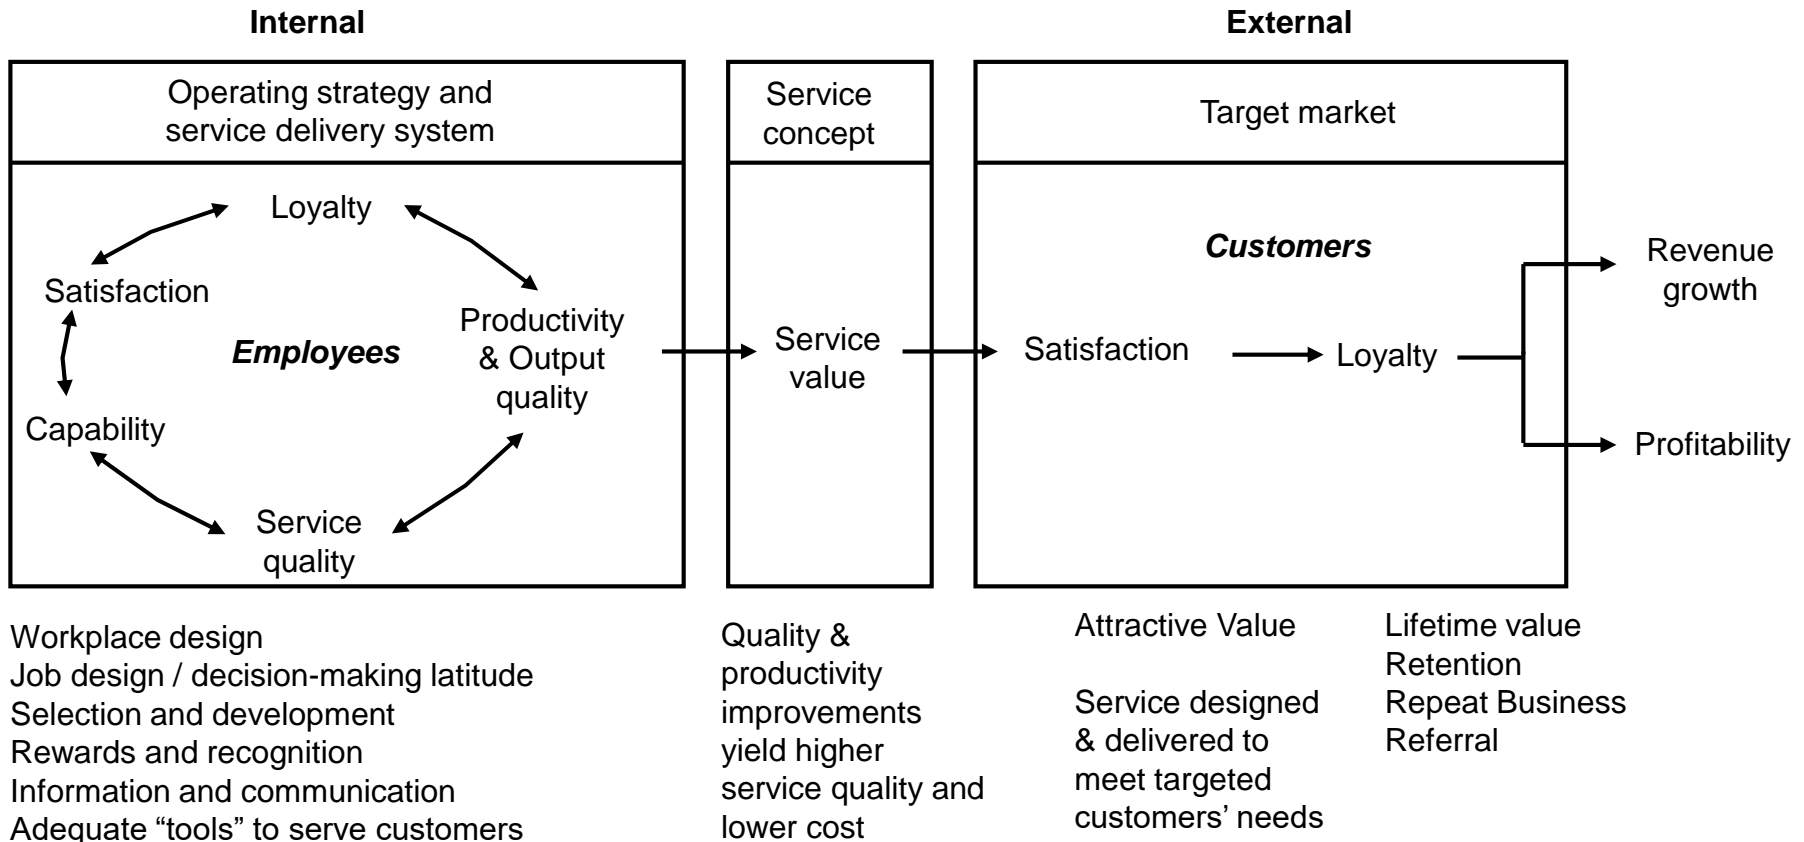 Internal
External
Operating strategy and
service delivery system
Service
concept
Target market
Loyalty
Satisfaction
Employees
Productivity
& Output
quality
Capability
Service
quality
Service
value
Customers
Satisfaction
Loyalty
Revenue
growth
Profitability
Workplace design
Job design / decision-making latitude
Selection and development
Rewards and recognition
Information and communication
Adequate “tools” to serve customers
Quality &
productivity
improvements
yield higher
service quality and
lower cost
Attractive Value
Service designed
& delivered to
meet targeted
customers’ needs
Lifetime value
Retention
Repeat Business
Referral